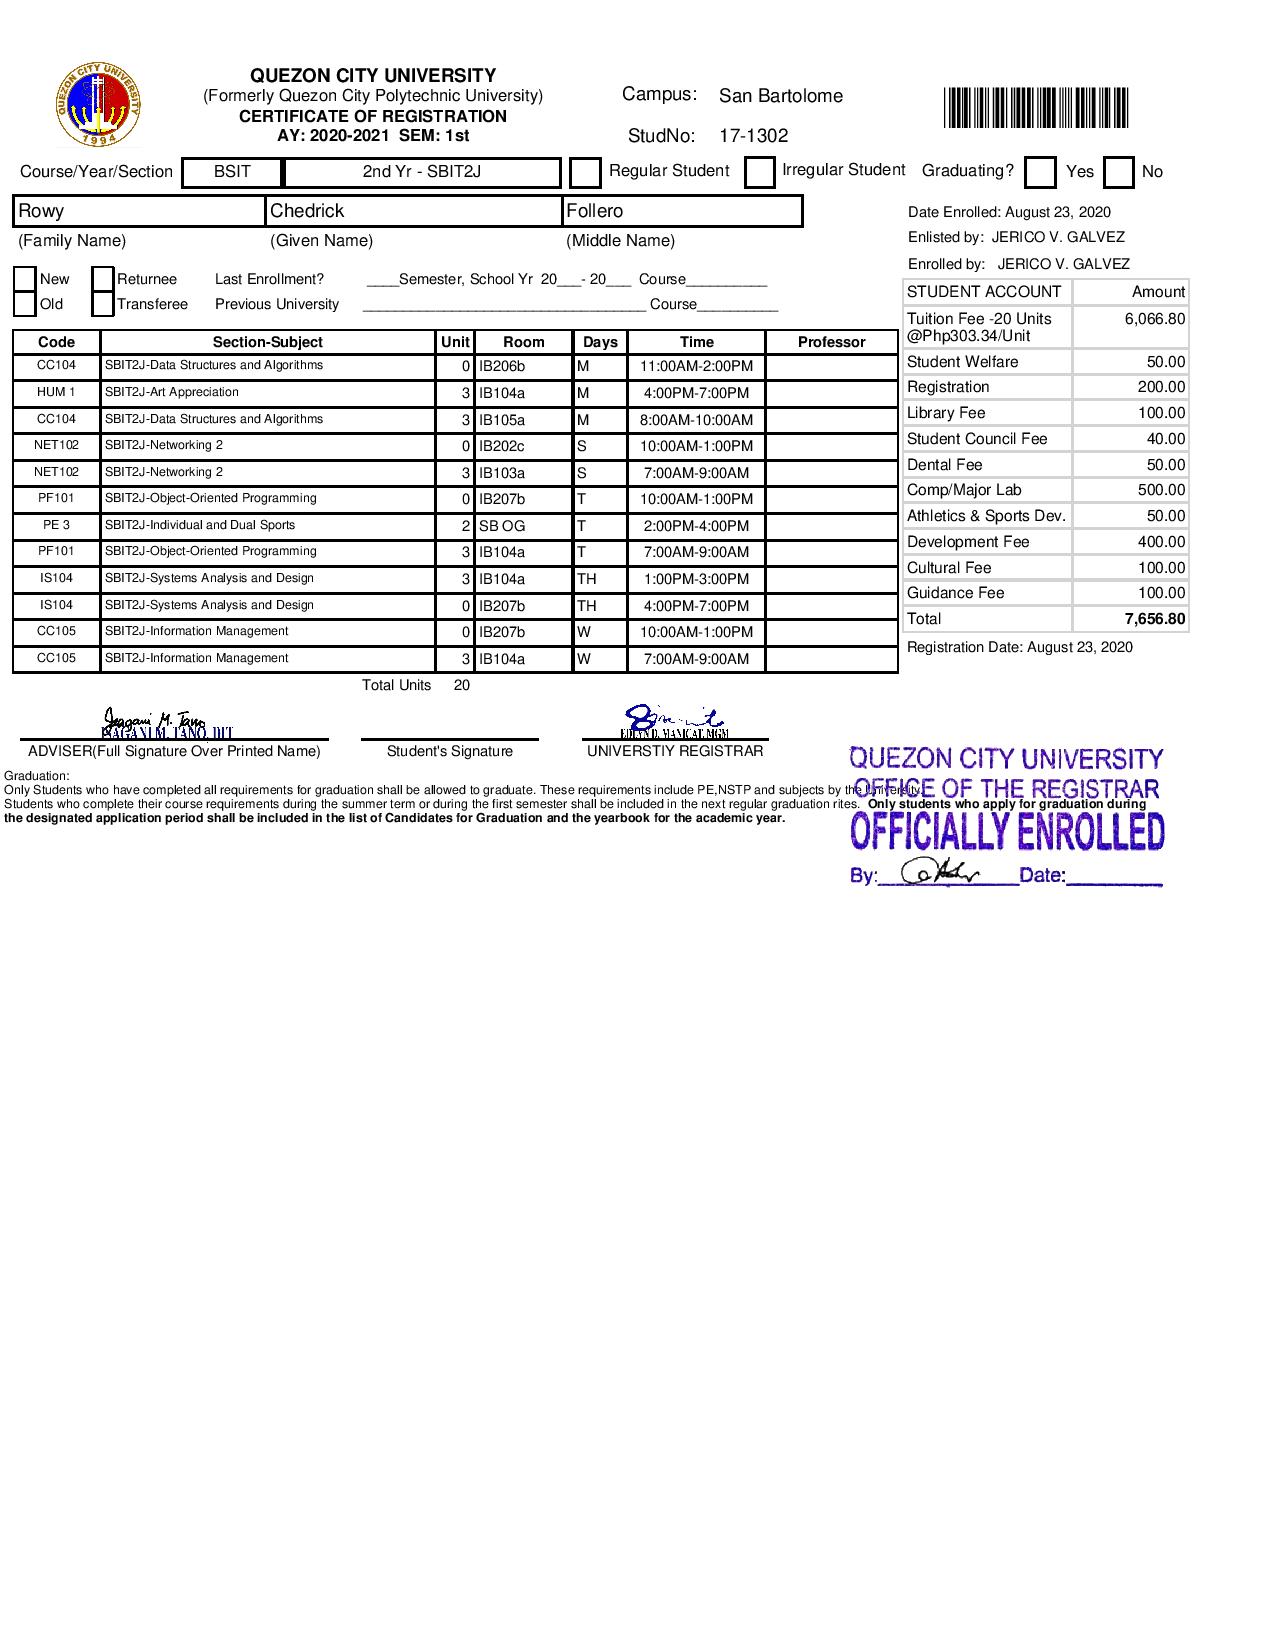 QUEZON CITY UNIVERSITY
(Formerly Quezon City Polytechnic University)
CERTIFICATE OF REGISTRATION
AY: 2020-2021 SEM: 1st
QUEZON CITY UNIVERSITY
1994
Campus: San Bartolome
StudNo: 17-1302
Course/Year/Section BSIT 2nd Yr - SBIT2J Regular Student Irregular Student Graduating? Yes No
Rowy Chedrick Follero
(Family Name) (Given Name) (Middle Name)
Date Enrolled: August 23, 2020
Enlisted by: JERICO V. GALVEZ
Enrolled by: JERICO V. GALVEZ
New Returnee Last Enrollment? ____Semester, School Yr 20___- 20___ Course__________
Old Transferee Previous University ___________________________________ Course__________
Code Section-Subject Unit Room Days Time Professor
CC104 SBIT2J-Data Structures and Algorithms 0 IB206b M 11:00AM-2:00PM
HUM 1 SBIT2J-Art Appreciation 3 IB104a M 4:00PM-7:00PM
CC104 SBIT2J-Data Structures and Algorithms 3 IB105a M 8:00AM-10:00AM
NET102 SBIT2J-Networking 2 0 IB202c S 10:00AM-1:00PM
NET102 SBIT2J-Networking 2 3 IB103a S 7:00AM-9:00AM
PF101 SBIT2J-Object-Oriented Programming 0 IB207b T 10:00AM-1:00PM
PE 3 SBIT2J-Individual and Dual Sports 2 SB OG T 2:00PM-4:00PM
PF101 SBIT2J-Object-Oriented Programming 3 IB104a T 7:00AM-9:00AM
IS104 SBIT2J-Systems Analysis and Design 3 IB104a TH 1:00PM-3:00PM
IS104 SBIT2J-Systems Analysis and Design 0 IB207b TH 4:00PM-7:00PM
CC105 SBIT2J-Information Management 0 IB207b W 10:00AM-1:00PM
CC105 SBIT2J-Information Management 3 IB104a W 7:00AM-9:00AM
Total Units 20
STUDENT ACCOUNT Amount
Tuition Fee -20 Units 6,066.80
@Php303.34/Unit
Student Welfare 50.00
Registration 200.00
Library Fee 100.00
Student Council Fee 40.00
Dental Fee 50.00
Comp/Major Lab 500.00
Athletics & Sports Dev. 50.00
Development Fee 400.00
Cultural Fee 100.00
Guidance Fee 100.00
Total 7,656.80
Registration Date: August 23, 2020
M. TANO, DIT
ADVISER(Full Signature Over Printed Name) Student's Signature UNIVERSTIY REGISTRAR
Graduation:
Only Students who have completed all requirements for graduation shall be allowed to graduate. These requirements include PE,NSTP and subjects by the University.
Students who complete their course requirements during the summer term or during the first semester shall be included in the next regular graduation rites. Only students who apply for graduation during
the designated application period shall be included in the list of Candidates for Graduation and the yearbook for the academic year.
QUEZON CITY UNIVERSITY
OFFICE OF THE REGISTRAR
OFFICIALLY ENROLLED
By:____________Date:_________